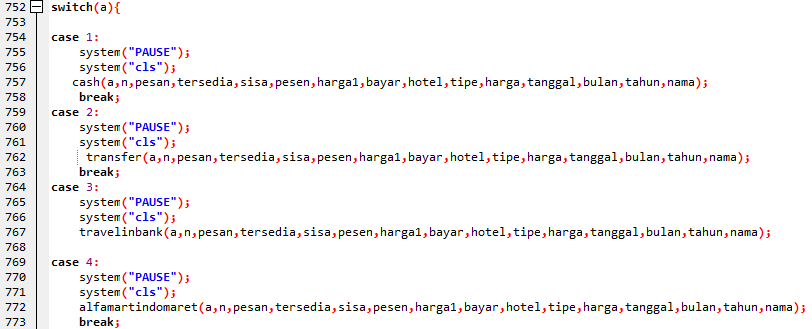 752 switch(a){
753
754 case 1:
755 system("PAUSE");
756 system("cls");
757 cash(a,n,pesan,tersedia,sisa,pesen,harga1,bayar,hotel,tipe,harga,tanggal,bulan,tahun,nama);
758 break;
759 case 2:
760 system("PAUSE");
761 system("cls");
762 transfer(a,n,pesan,tersedia,sisa,pesen,harga1,bayar,hotel,tipe,harga,tanggal,bulan,tahun,nama);
763 break;
764 case 3:
765 system("PAUSE");
766 system("cls");
767 travelinbank(a,n,pesan,tersedia,sisa,pesen,harga1,bayar,hotel,tipe,harga,tanggal,bulan,tahun,nama);
768
769 case 4:
770 system("PAUSE");
771 system("cls");
772 alfamartindomaret(a,n,pesan,tersedia,sisa,pesen,harga1,bayar,hotel,tipe,harga,tanggal,bulan,tahun,nama);
773 break;